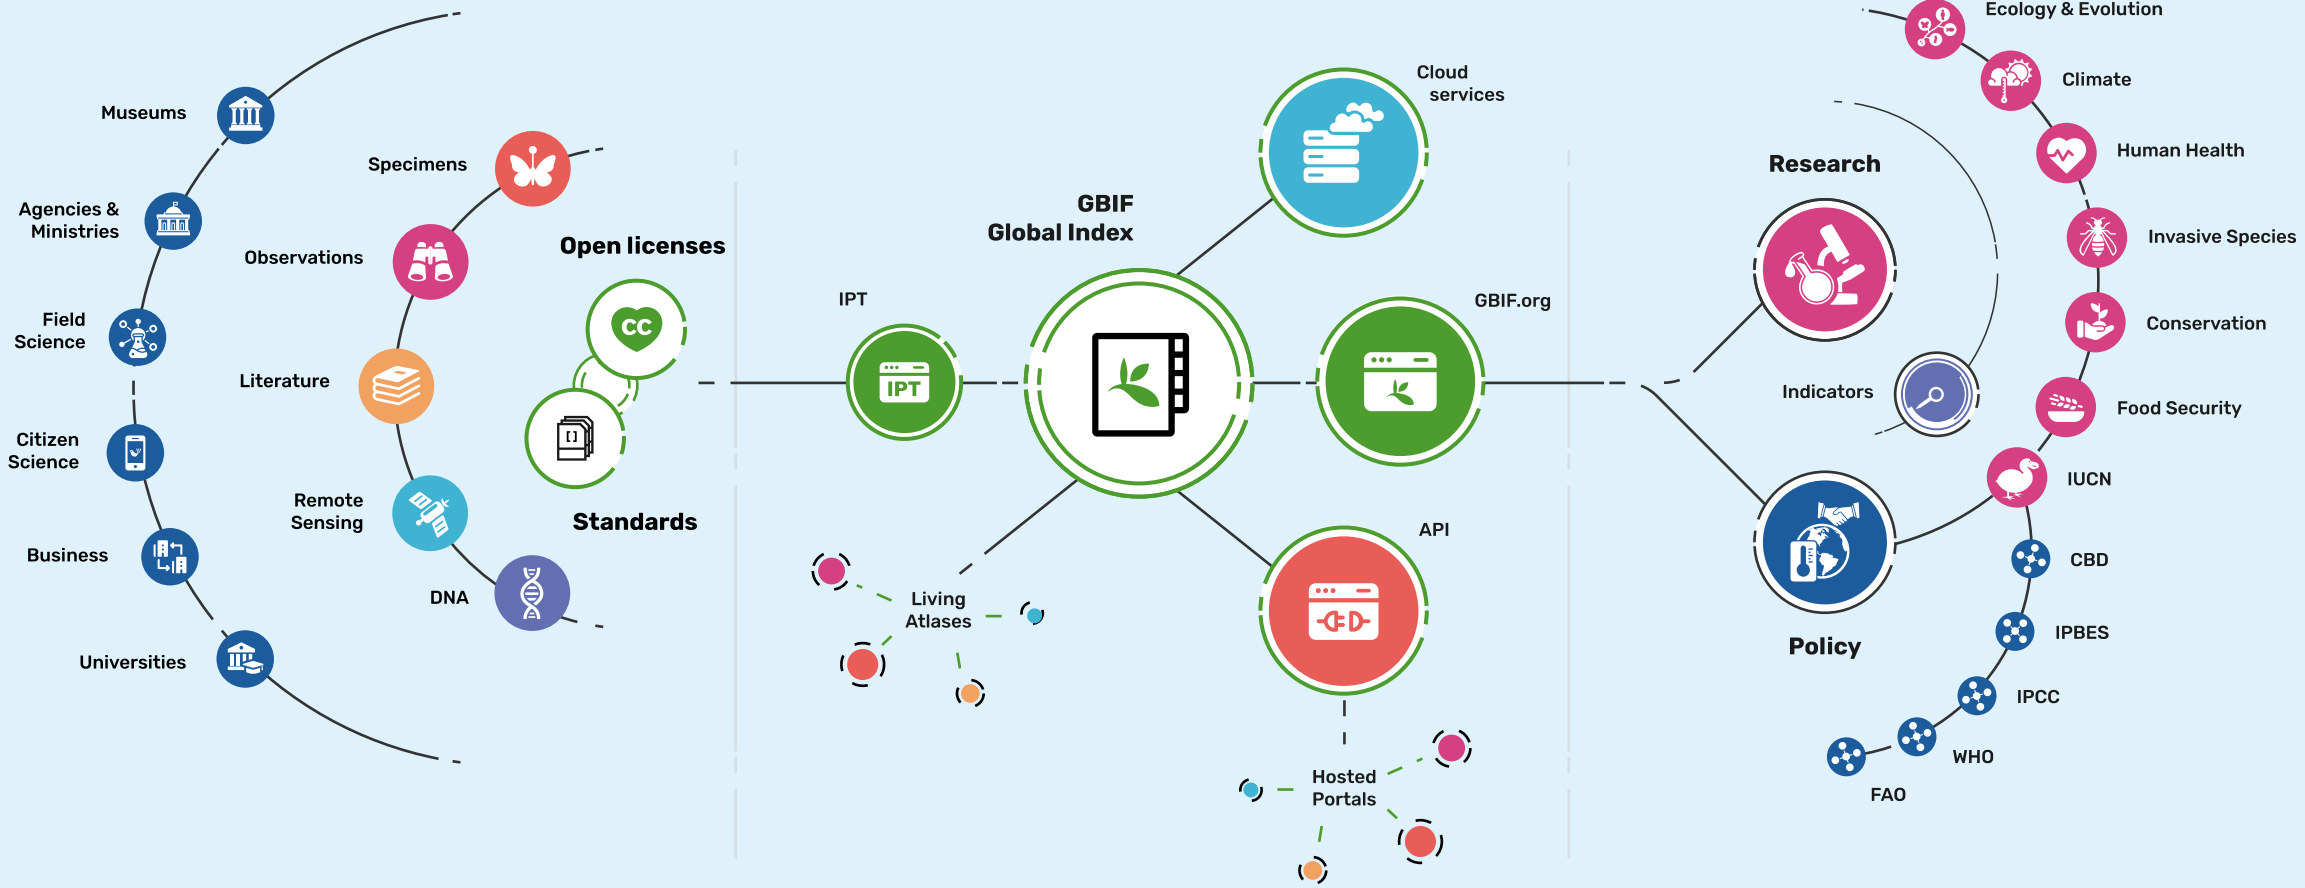 Museums
Agencies &
Ministries
Field
Science
Citizen
Science
Business
Universities
Specimens
Observations
Literature
Remote
Sensing
DNA
Open licenses
CC
[ ]
Standards
IPT
IPT
GBIF
Global Index
Cloud
services
GBIF.org
API
Living
Atlases
Hosted
Portals
Research
Indicators
Policy
Ecology & Evolution
Climate
Human Health
Invasive Species
Conservation
Food Security
IUCN
CBD
IPBES
IPCC
WHO
FAO